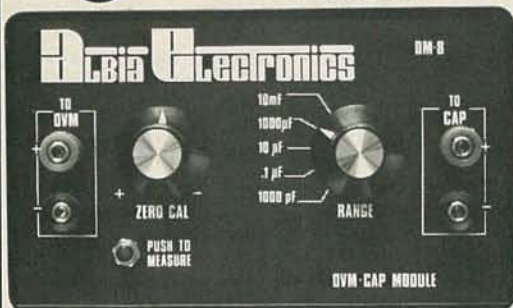 Albia Electronics
DM-8
TO
DVM
+
-
+ -
ZERO CAL
PUSH TO
MEASURE
10mF
1000µF
10 µF
.1 µF
1000 pF
RANGE
TO
CAP
+
-
DVM-CAP MODULE